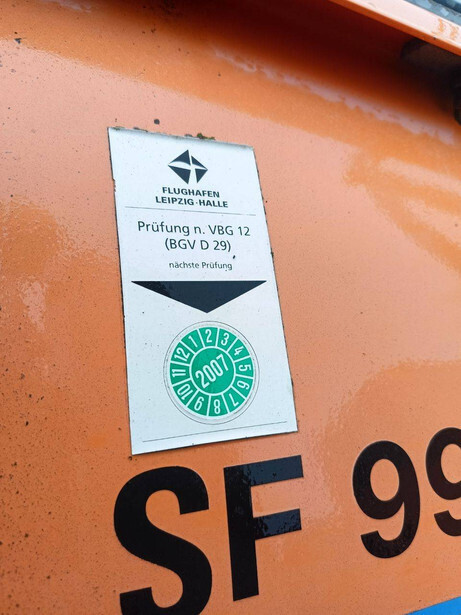 FLUGHAFEN
LEIPZIG·HALLE
Prüfung n. VBG 12
(BGV D 29)
nächste Prüfung
12 1 2 3 4 5 6 7 8 9 10 11
2007
SF 99